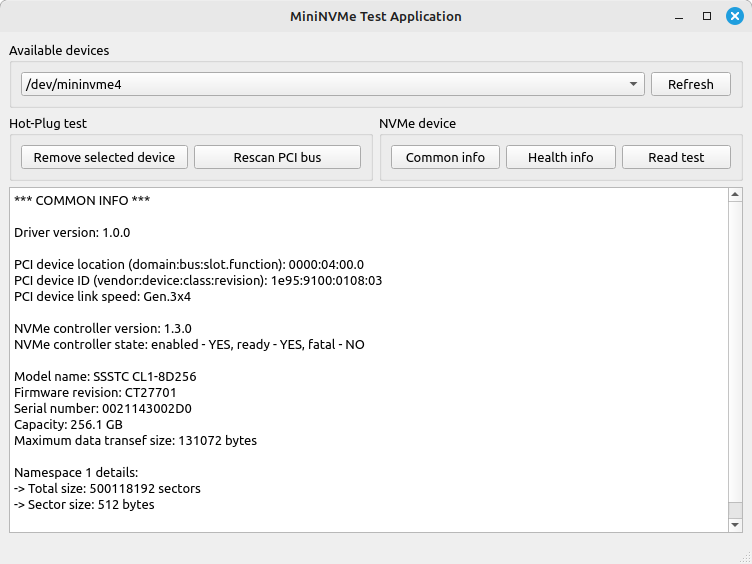 MiniNVMe Test Application
Available devices
/dev/mininvme4
Refresh
Hot-Plug test
NVMe device
Remove selected device
Rescan PCI bus
Common info
Health info
Read test
*** COMMON INFO ***
Driver version: 1.0.0
PCI device location (domain:bus:slot.function): 0000:04:00.0
PCI device ID (vendor:device:class:revision): 1e95:9100:0108:03
PCI device link speed: Gen.3x4
NVMe controller version: 1.3.0
NVMe controller state: enabled - YES, ready - YES, fatal - NO
Model name: SSSTC CL1-8D256
Firmware revision: CT27701
Serial number: 0021143002D0
Capacity: 256.1 GB
Maximum data transef size: 131072 bytes
Namespace 1 details:
-> Total size: 500118192 sectors
-> Sector size: 512 bytes